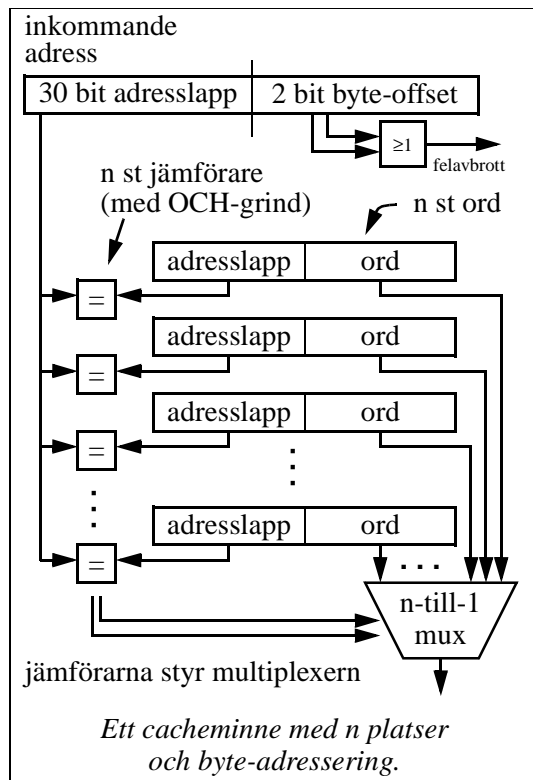 inkommande
adress
30 bit adresslapp 2 bit byte-offset
≥1
felavbrott
n st jämförare
(med OCH-grind)
n st ord
adresslapp ord
=
adresslapp ord
=
adresslapp ord
=
adresslapp ord
=
n-till-1
mux
jämförarna styr multiplexern
Ett cacheminne med n platser
och byte-adressering.